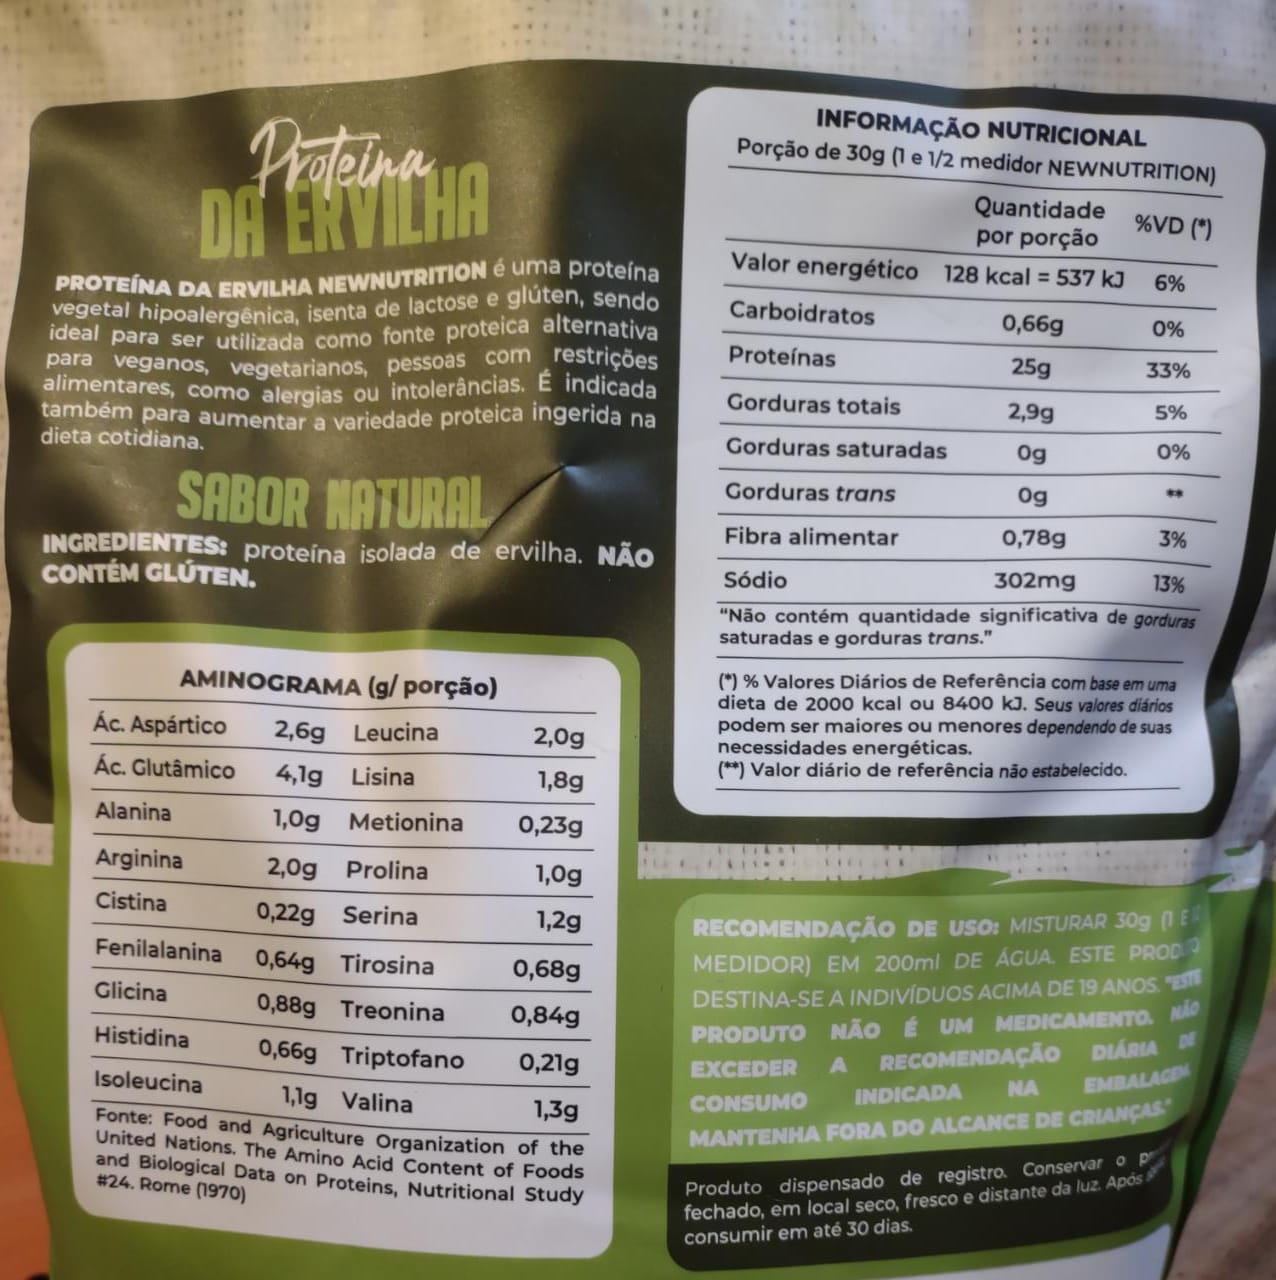 Proteína
DA ERVILHA
PROTEÍNA DA ERVILHA NEWNUTRITION é uma proteína
vegetal hipoalergênica, isenta de lactose e glúten, sendo
ideal para ser utilizada como fonte proteica alternativa
para veganos, vegetarianos, pessoas com restrições
alimentares, como alergias ou intolerâncias. É indicada
também para aumentar a variedade proteica ingerida na
dieta cotidiana.
SABOR NATURAL
INGREDIENTES: proteína isolada de ervilha. NÃO
CONTÉM GLÚTEN.
AMINOGRAMA (g/ porção)
Ác. Aspártico 2,6g Leucina 2,0g
Ác. Glutâmico 4,1g Lisina 1,8g
Alanina 1,0g Metionina 0,23g
Arginina 2,0g Prolina 1,0g
Cistina 0,22g Serina 1,2g
Fenilalanina 0,64g Tirosina 0,68g
Glicina 0,88g Treonina 0,84g
Histidina 0,66g Triptofano 0,21g
Isoleucina 1,1g Valina 1,3g
Fonte: Food and Agriculture Organization of the
United Nations. The Amino Acid Content of Foods
and Biological Data on Proteins, Nutritional Study
#24. Rome (1970)
INFORMAÇÃO NUTRICIONAL
Porção de 30g (1 e 1/2 medidor NEWNUTRITION)
Quantidade
por porção %VD (*)
Valor energético 128 kcal = 537 kJ 6%
Carboidratos 0,66g 0%
Proteínas 25g 33%
Gorduras totais 2,9g 5%
Gorduras saturadas 0g 0%
Gorduras trans 0g **
Fibra alimentar 0,78g 3%
Sódio 302mg 13%
"Não contém quantidade significativa de gorduras
saturadas e gorduras trans."
(*) % Valores Diários de Referência com base em uma
dieta de 2000 kcal ou 8400 kJ. Seus valores diários
podem ser maiores ou menores dependendo de suas
necessidades energéticas.
(**) Valor diário de referência não estabelecido.
RECOMENDAÇÃO DE USO: MISTURAR 30g (1 E
MEDIDOR) EM 200ml DE ÁGUA. ESTE PRODUTO
DESTINA-SE A INDIVÍDUOS ACIMA DE 19 ANOS. "ESTE
PRODUTO NÃO É UM MEDICAMENTO. NÃO
EXCEDER A RECOMENDAÇÃO DIÁRIA DE
CONSUMO INDICADA NA EMBALAGEM.
MANTENHA FORA DO ALCANCE DE CRIANÇAS."
Produto dispensado de registro. Conservar o
fechado, em local seco, fresco e distante da luz. Após
consumir em até 30 dias.